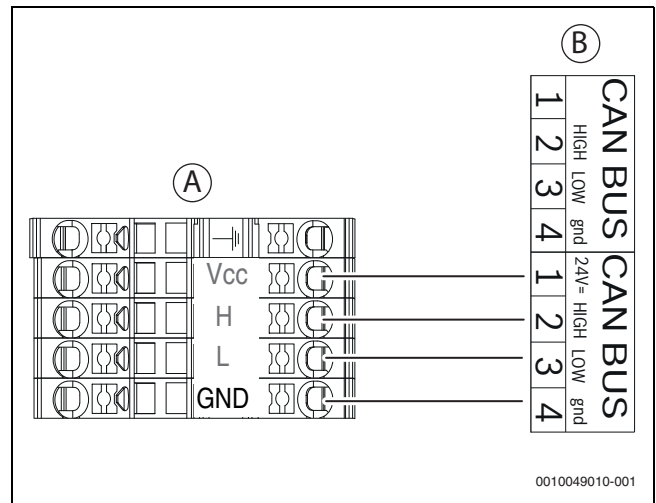 B
A
Vcc
H
L
GND
1
2 HIGH
3 LOW
4 gnd
CAN BUS
1 24V=
2 HIGH
3 LOW
4 gnd
CAN BUS
0010049010-001